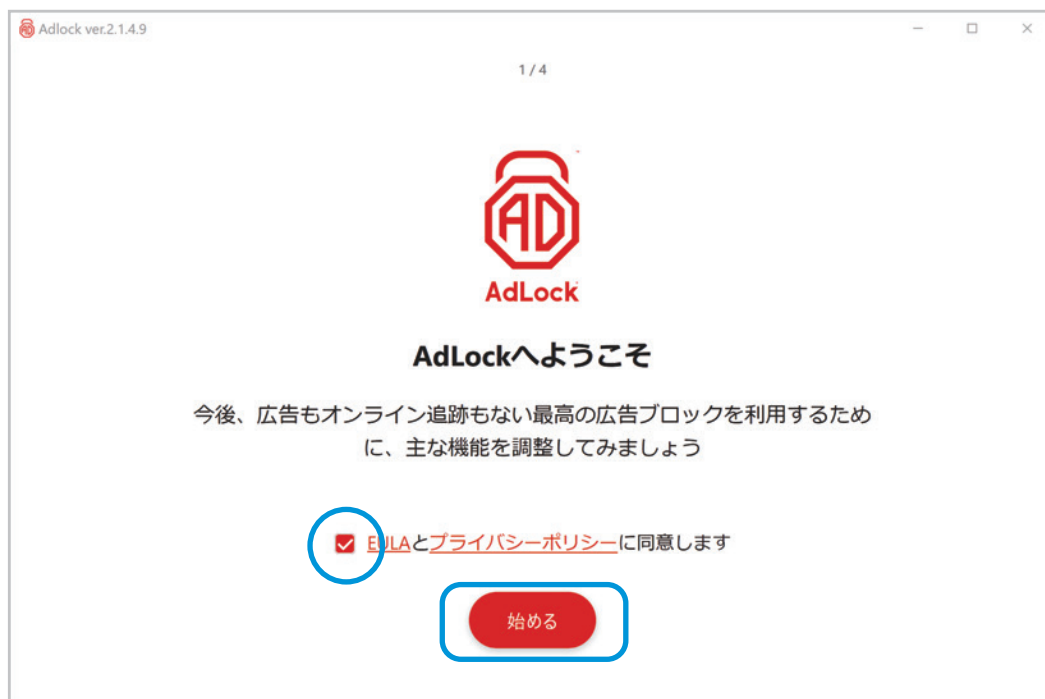 Adlock ver.2.1.4.9
1 / 4
AD
AdLock
AdLockへようこそ
今後、広告もオンライン追跡もない最高の広告ブロックを利用するため
に、主な機能を調整してみましょう
EULAとプライバシーポリシーに同意します
始める